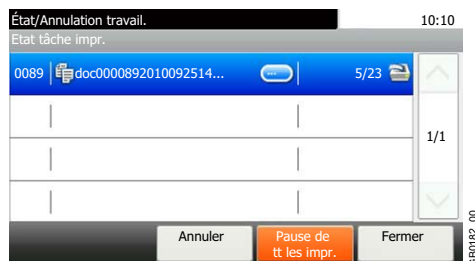 État/Annulation travail. 10:10
Etat tâche impr.
0089 doc0000892010092514... 5/23
1/1
Annuler
Pause de
tt les impr.
Fermer